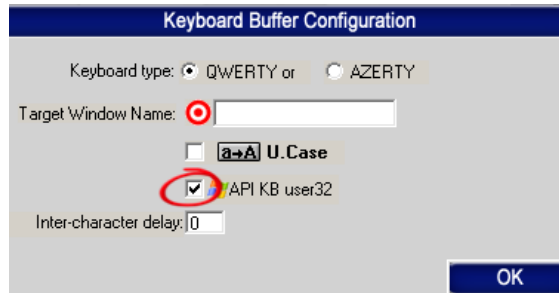 Keyboard Buffer Configuration
Keyboard type: QWERTY or AZERTY
Target Window Name:
a→A U.Case
API KB user32
Inter-character delay: 0
OK